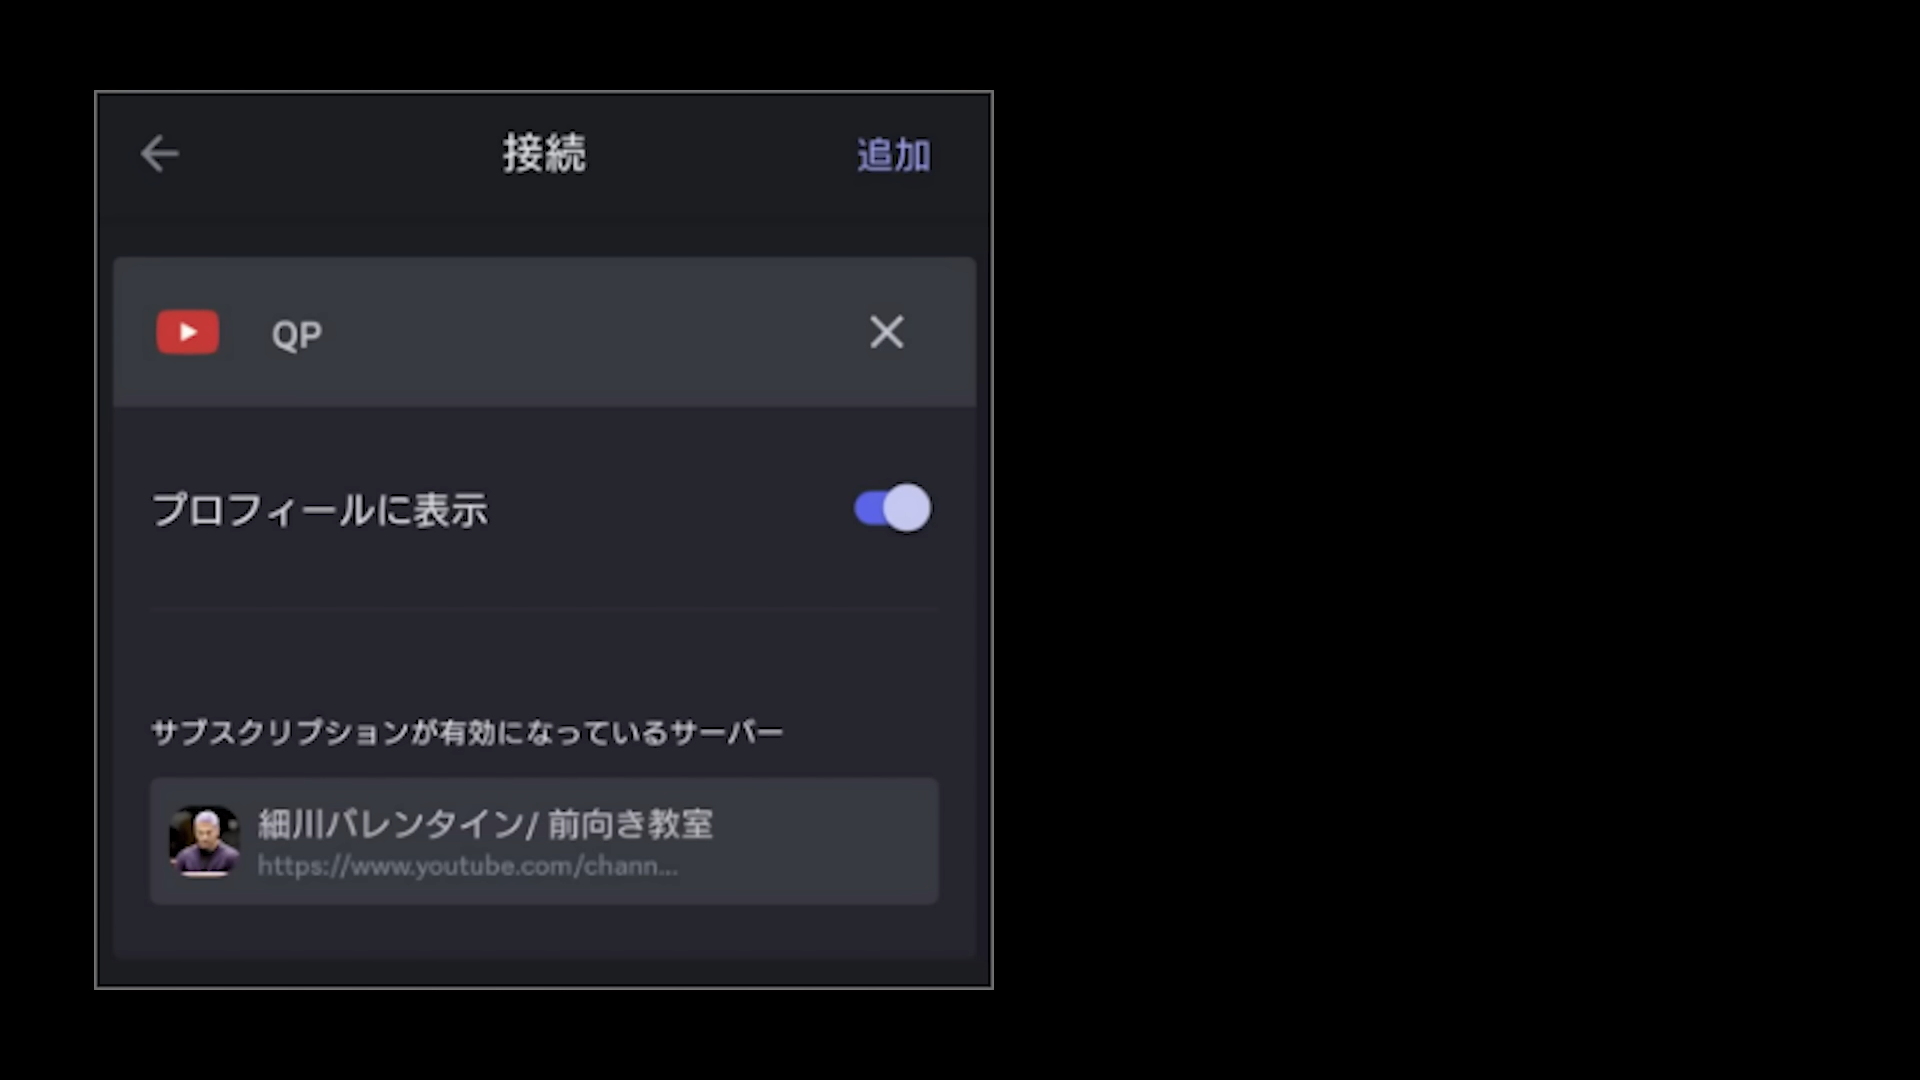 接続
追加
QP
プロフィールに表示
サブスクリプションが有効になっているサーバー
細川バレンタイン/ 前向き教室
https://www.youtube.com/chann...